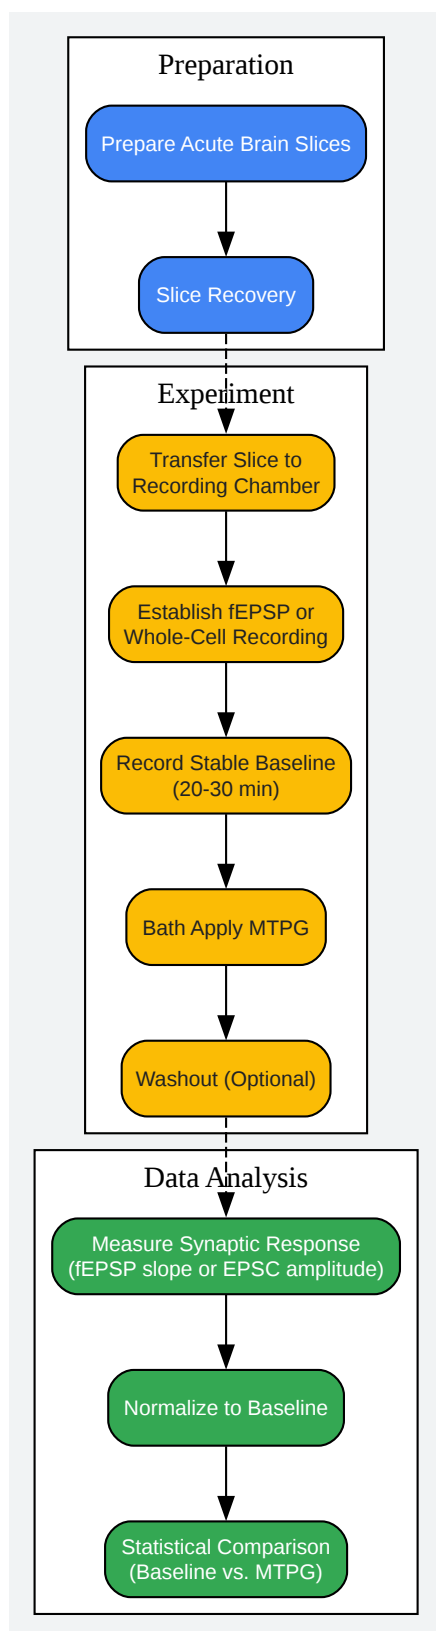 Preparation
Prepare Acute Brain Slices
Slice Recovery
Experiment
Transfer Slice to
Recording Chamber
Establish fEPSP or
Whole-Cell Recording
Record Stable Baseline
(20-30 min)
Bath Apply MTPG
Washout (Optional)
Data Analysis
Measure Synaptic Response
(fEPSP slope or EPSC amplitude)
Normalize to Baseline
Statistical Comparison
(Baseline vs. MTPG)